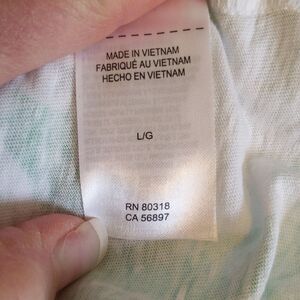 MADE IN VIETNAM
FABRIQUÉ AU VIETNAM
HECHO EN VIETNAM
L/G
RN 80318
CA 56897